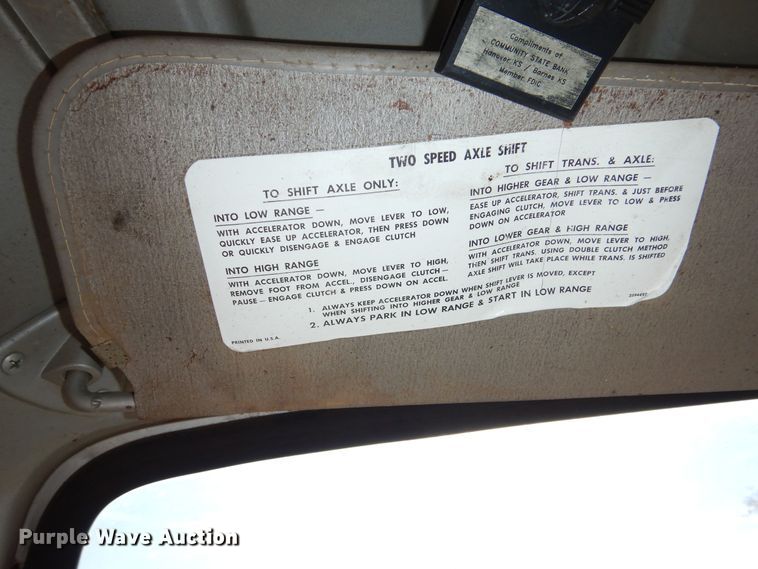 Compliments of
COMMUNITY STATE BANK
Hanover KS / Barnes KS
Member FDIC
TWO SPEED AXLE SHIFT
TO SHIFT AXLE ONLY:
INTO LOW RANGE —
WITH ACCELERATOR DOWN, MOVE LEVER TO LOW,
QUICKLY EASE UP ACCELERATOR, THEN PRESS DOWN
OR QUICKLY DISENGAGE & ENGAGE CLUTCH
INTO HIGH RANGE
WITH ACCELERATOR DOWN, MOVE LEVER TO HIGH,
REMOVE FOOT FROM ACCEL., DISENGAGE CLUTCH —
PAUSE — ENGAGE CLUTCH & PRESS DOWN ON ACCEL.
TO SHIFT TRANS. & AXLE:
INTO HIGHER GEAR & LOW RANGE —
EASE UP ACCELERATOR, SHIFT TRANS. & JUST BEFORE
ENGAGING CLUTCH, MOVE LEVER TO LOW & PRESS
DOWN ON ACCELERATOR
INTO LOWER GEAR & HIGH RANGE
WITH ACCELERATOR DOWN, MOVE LEVER TO HIGH,
THEN SHIFT TRANS. USING DOUBLE CLUTCH METHOD
AXLE SHIFT WILL TAKE PLACE WHILE TRANS. IS SHIFTED
1. ALWAYS KEEP ACCELERATOR DOWN WHEN SHIFT LEVER IS MOVED, EXCEPT
WHEN SHIFTING INTO HIGHER GEAR & LOW RANGE
2. ALWAYS PARK IN LOW RANGE & START IN LOW RANGE
PRINTED IN U.S.A.
Purple Wave Auction